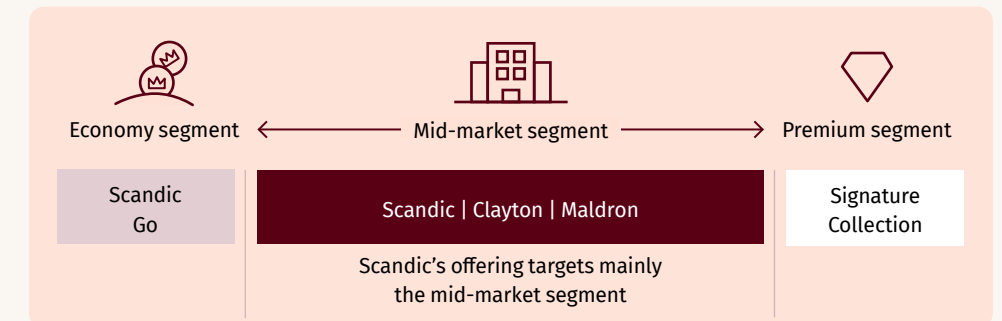 Economy segment
Mid-market segment
Premium segment
Scandic
Go
Scandic | Clayton | Maldron
Signature
Collection
Scandic’s offering targets mainly
the mid-market segment